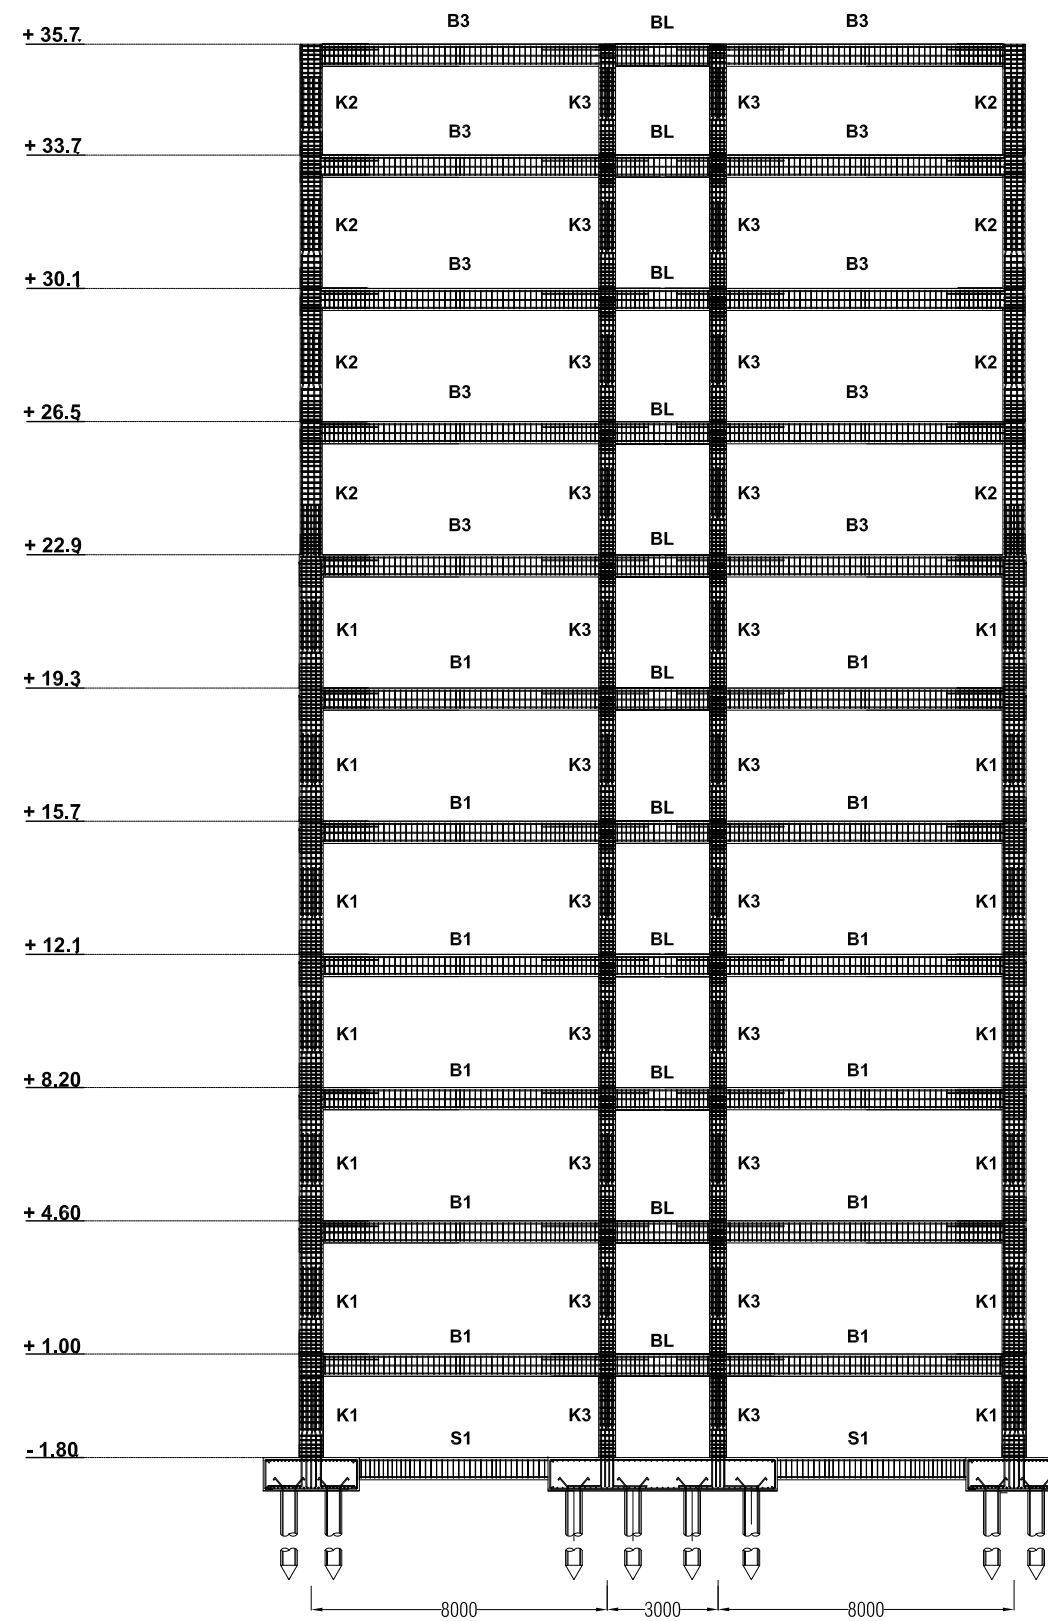 B3 BL B3
+ 35.7
K2 K3 K3 K2
B3 BL B3
+ 33.7
K2 K3 K3 K2
B3 BL B3
+ 30.1
K2 K3 K3 K2
B3 BL B3
+ 26.5
K2 K3 K3 K2
B3 BL B3
+ 22.9
K1 K3 K3 K1
B1 BL B1
+ 19.3
K1 K3 K3 K1
B1 BL B1
+ 15.7
K1 K3 K3 K1
B1 BL B1
+ 12.1
K1 K3 K3 K1
B1 BL B1
+ 8.20
K1 K3 K3 K1
B1 BL B1
+ 4.60
K1 K3 K3 K1
B1 BL B1
+ 1.00
K1 K3 K3 K1
S1 S1
- 1.80
8000 3000 8000